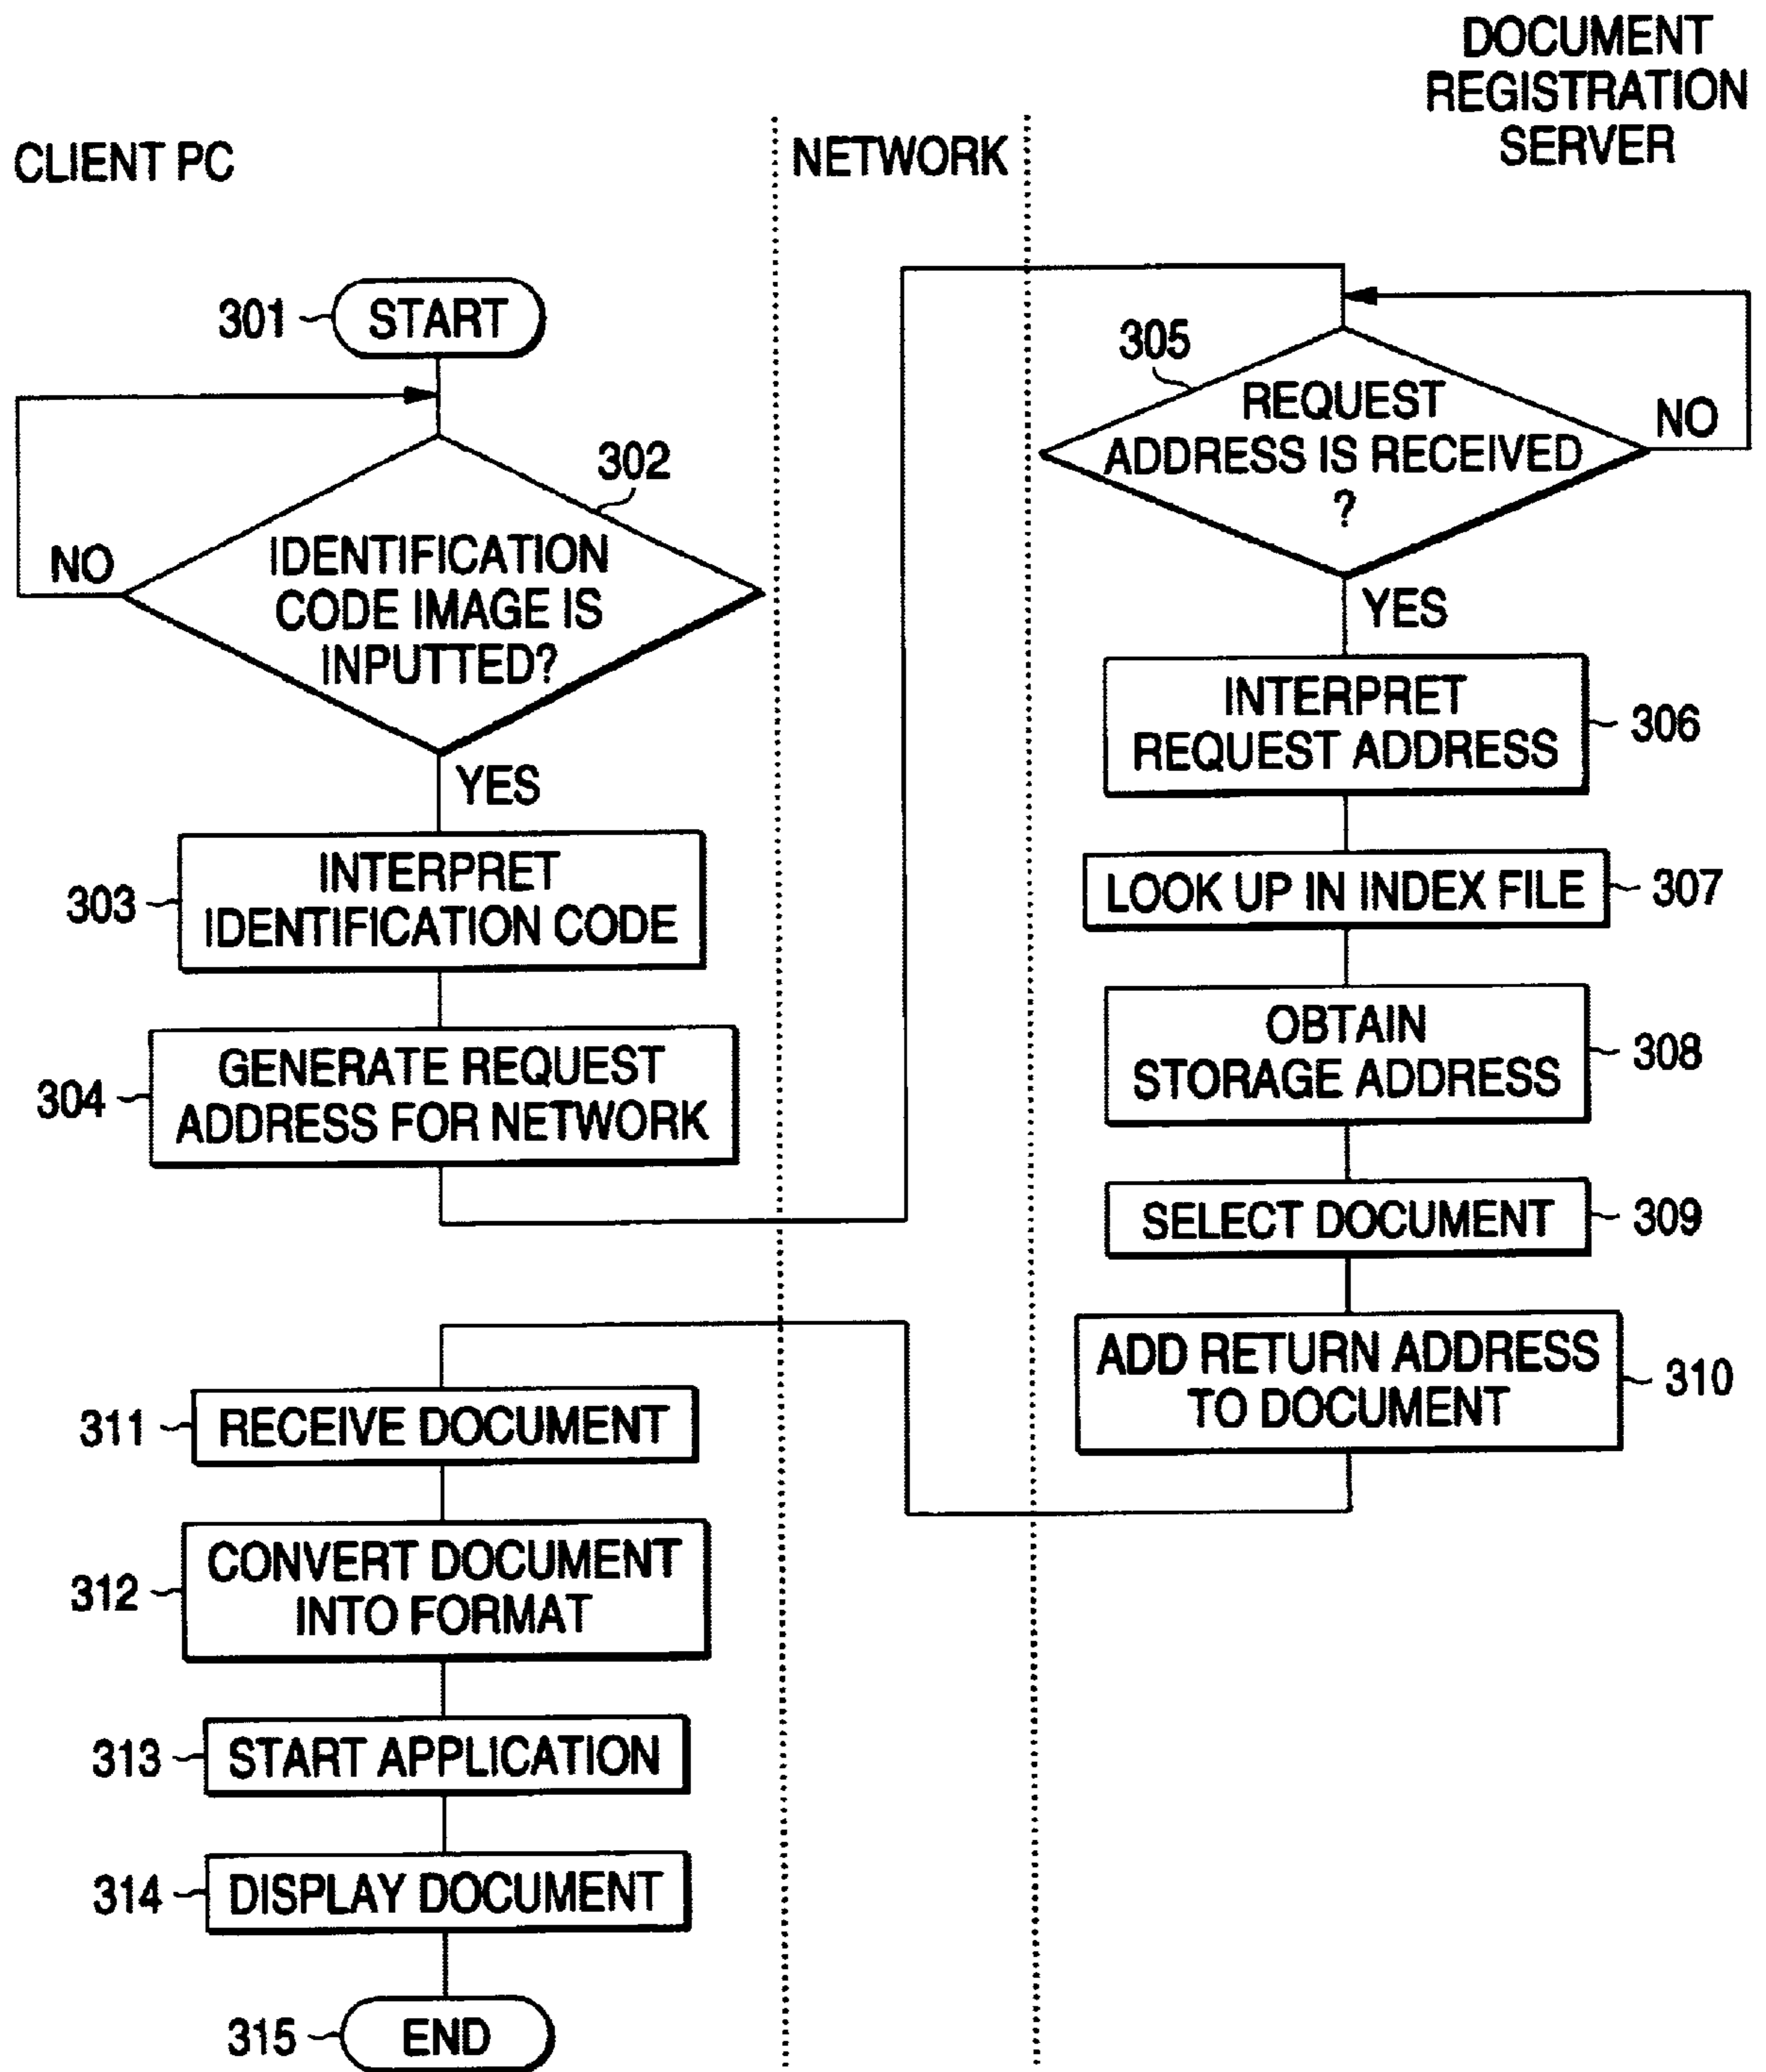 DOCUMENT
REGISTRATION
SERVER
CLIENT PC
NETWORK
301
START
302
IDENTIFICATION
CODE IMAGE IS
INPUTTED?
NO
YES
303
INTERPRET
IDENTIFICATION CODE
304
GENERATE REQUEST
ADDRESS FOR NETWORK
305
REQUEST
ADDRESS IS RECEIVED
?
NO
YES
INTERPRET
REQUEST ADDRESS
306
LOOK UP IN INDEX FILE
307
OBTAIN
STORAGE ADDRESS
308
SELECT DOCUMENT
309
ADD RETURN ADDRESS
TO DOCUMENT
310
311
RECEIVE DOCUMENT
312
CONVERT DOCUMENT
INTO FORMAT
313
START APPLICATION
314
DISPLAY DOCUMENT
315
END